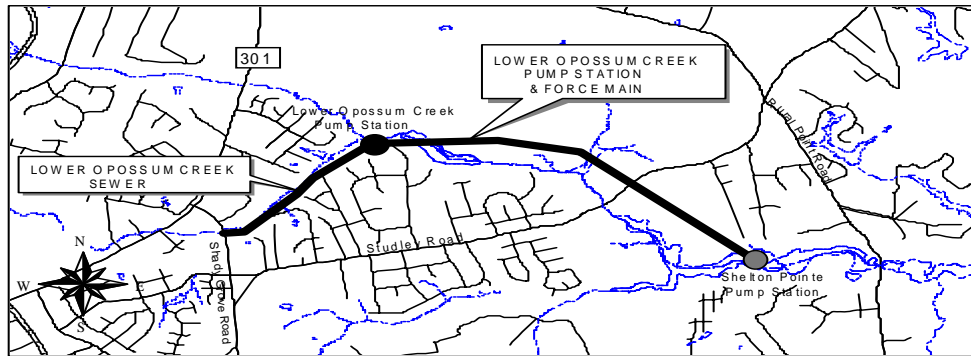 301
LOWER OPOSSUM CREEK
PUMP STATION
& FORCE MAIN
Lower Opossum Creek
Pump Station
Rural Point Road
LOWER OPOSSUM CREEK
SEWER
Studley Road
Stady Grove Road
N
W
E
S
Shelton Pointe
Pump Station